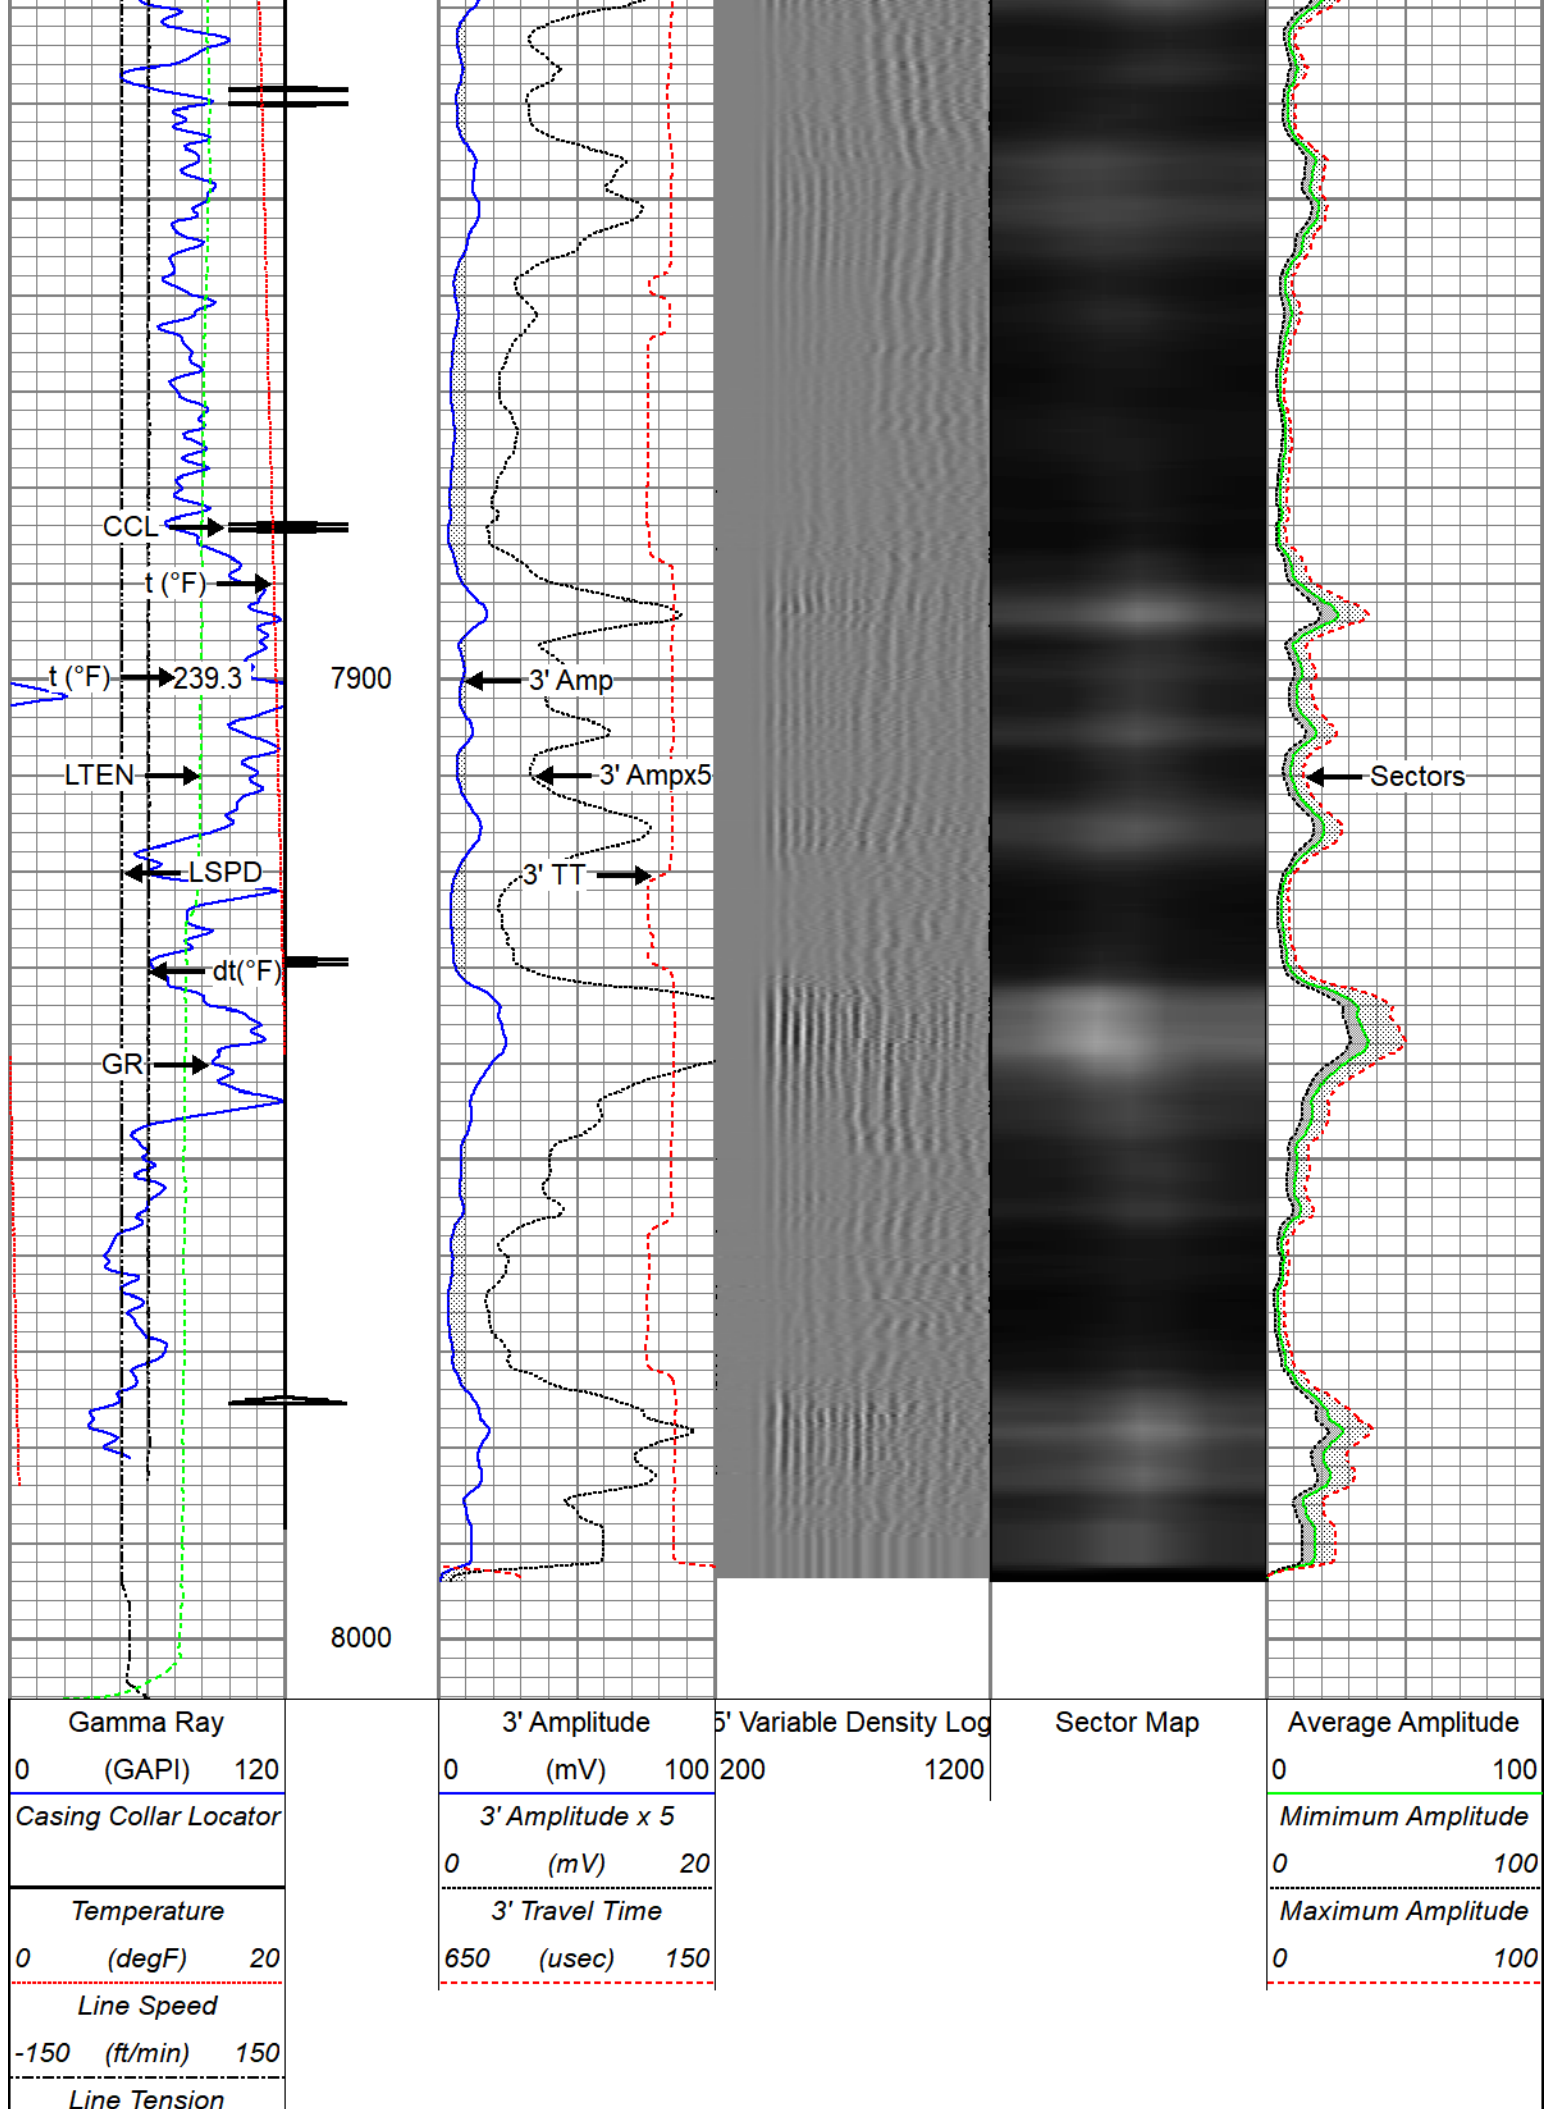 CCL
t (°F)
t (°F) 239.3 7900 3' Amp
LTEN 3' Ampx5 Sectors
LSPD 3' TT
dt(°F)
GR
8000
Gamma Ray 3' Amplitude 5' Variable Density Log Sector Map Average Amplitude
0 (GAPI) 120 0 (mV) 100 200 1200 0 100
Casing Collar Locator 3' Amplitude x 5 Mimimum Amplitude
0 (mV) 20 0 100
Temperature 3' Travel Time Maximum Amplitude
0 (degF) 20 650 (usec) 150 0 100
Line Speed
-150 (ft/min) 150
Line Tension